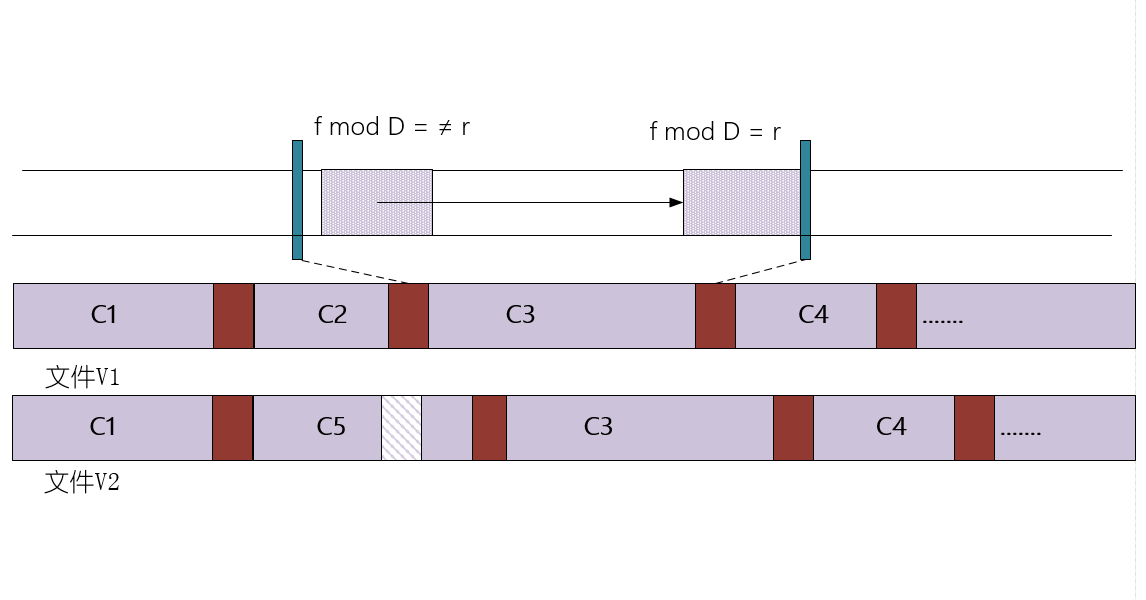 f mod D = ≠ r
f mod D = r
C1 C2 C3 C4 .......
文件V1
C1 C5 C3 C4 .......
文件V2